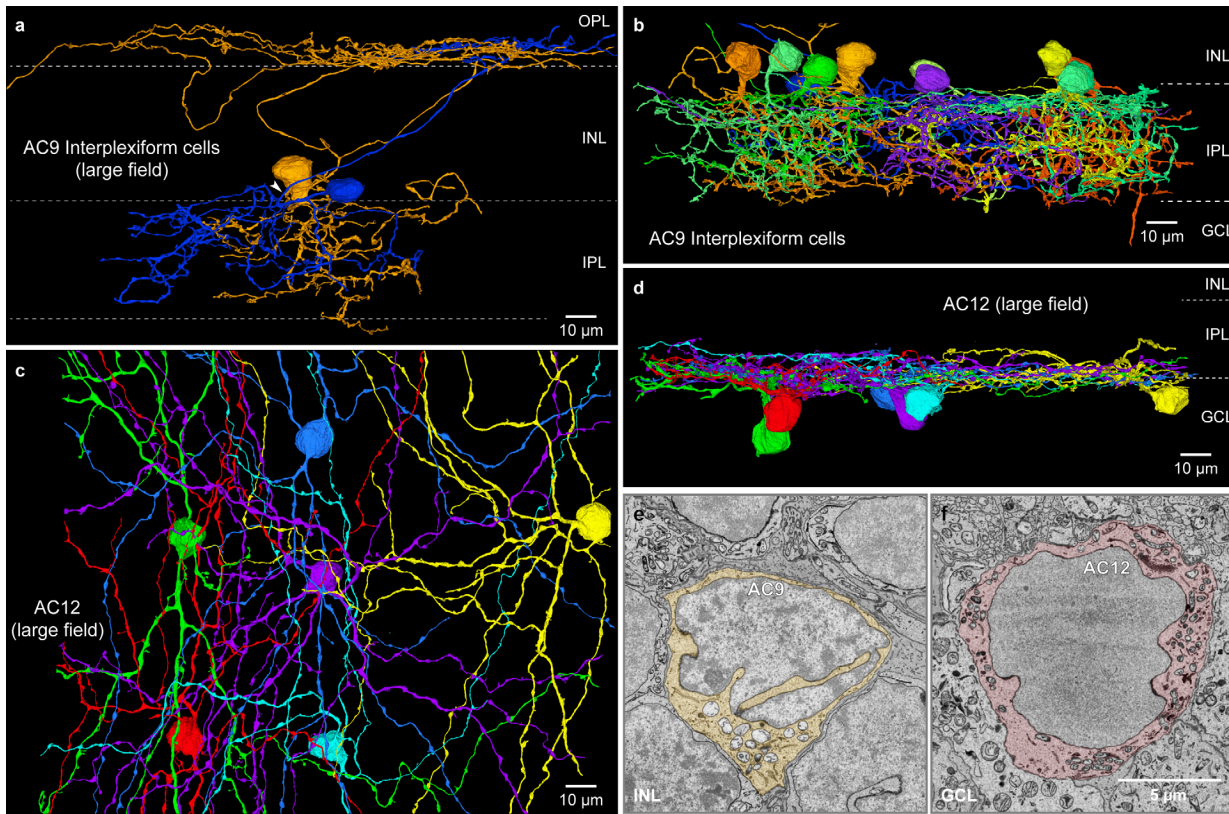 a
OPL
INL
AC9 Interplexiform cells
(large field)
IPL
10 µm
b
INL
IPL
AC9 Interplexiform cells
GCL
10 µm
c
AC12
(large field)
10 µm
d
AC12 (large field)
INL
IPL
GCL
10 µm
e
AC9
INL
f
AC12
GCL
5 µm